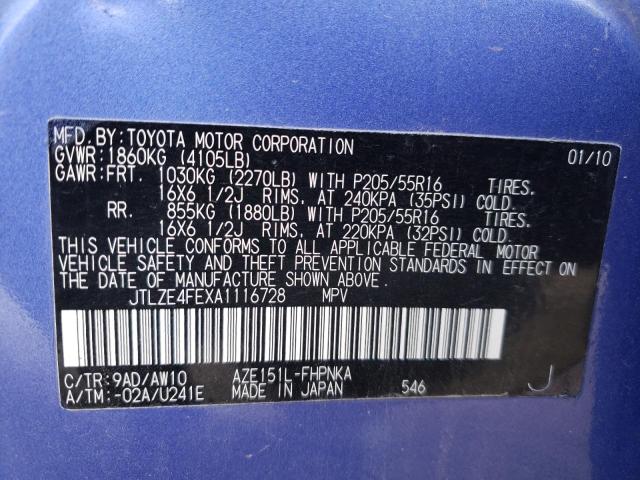 MFD. BY: TOYOTA MOTOR CORPORATION 01/10
GVWR: 1860KG (4105LB)
GAWR: FRT. 1030KG (2270LB) WITH P205/55R16 TIRES.
16X6 1/2J RIMS, AT 240KPA (35PSI) COLD.
RR. 855KG (1880LB) WITH P205/55R16 TIRES.
16X6 1/2J RIMS, AT 220KPA (32PSI) COLD.
THIS VEHICLE CONFORMS TO ALL APPLICABLE FEDERAL MOTOR
VEHICLE SAFETY AND THEFT PREVENTION STANDARDS IN EFFECT ON
THE DATE OF MANUFACTURE SHOWN ABOVE.
JTLZE4FEXA1116728 MPV
C/TR: 9AD/AW10 AZE151L-FHPNKA
A/TM: -02A/U241E MADE IN JAPAN 546 J